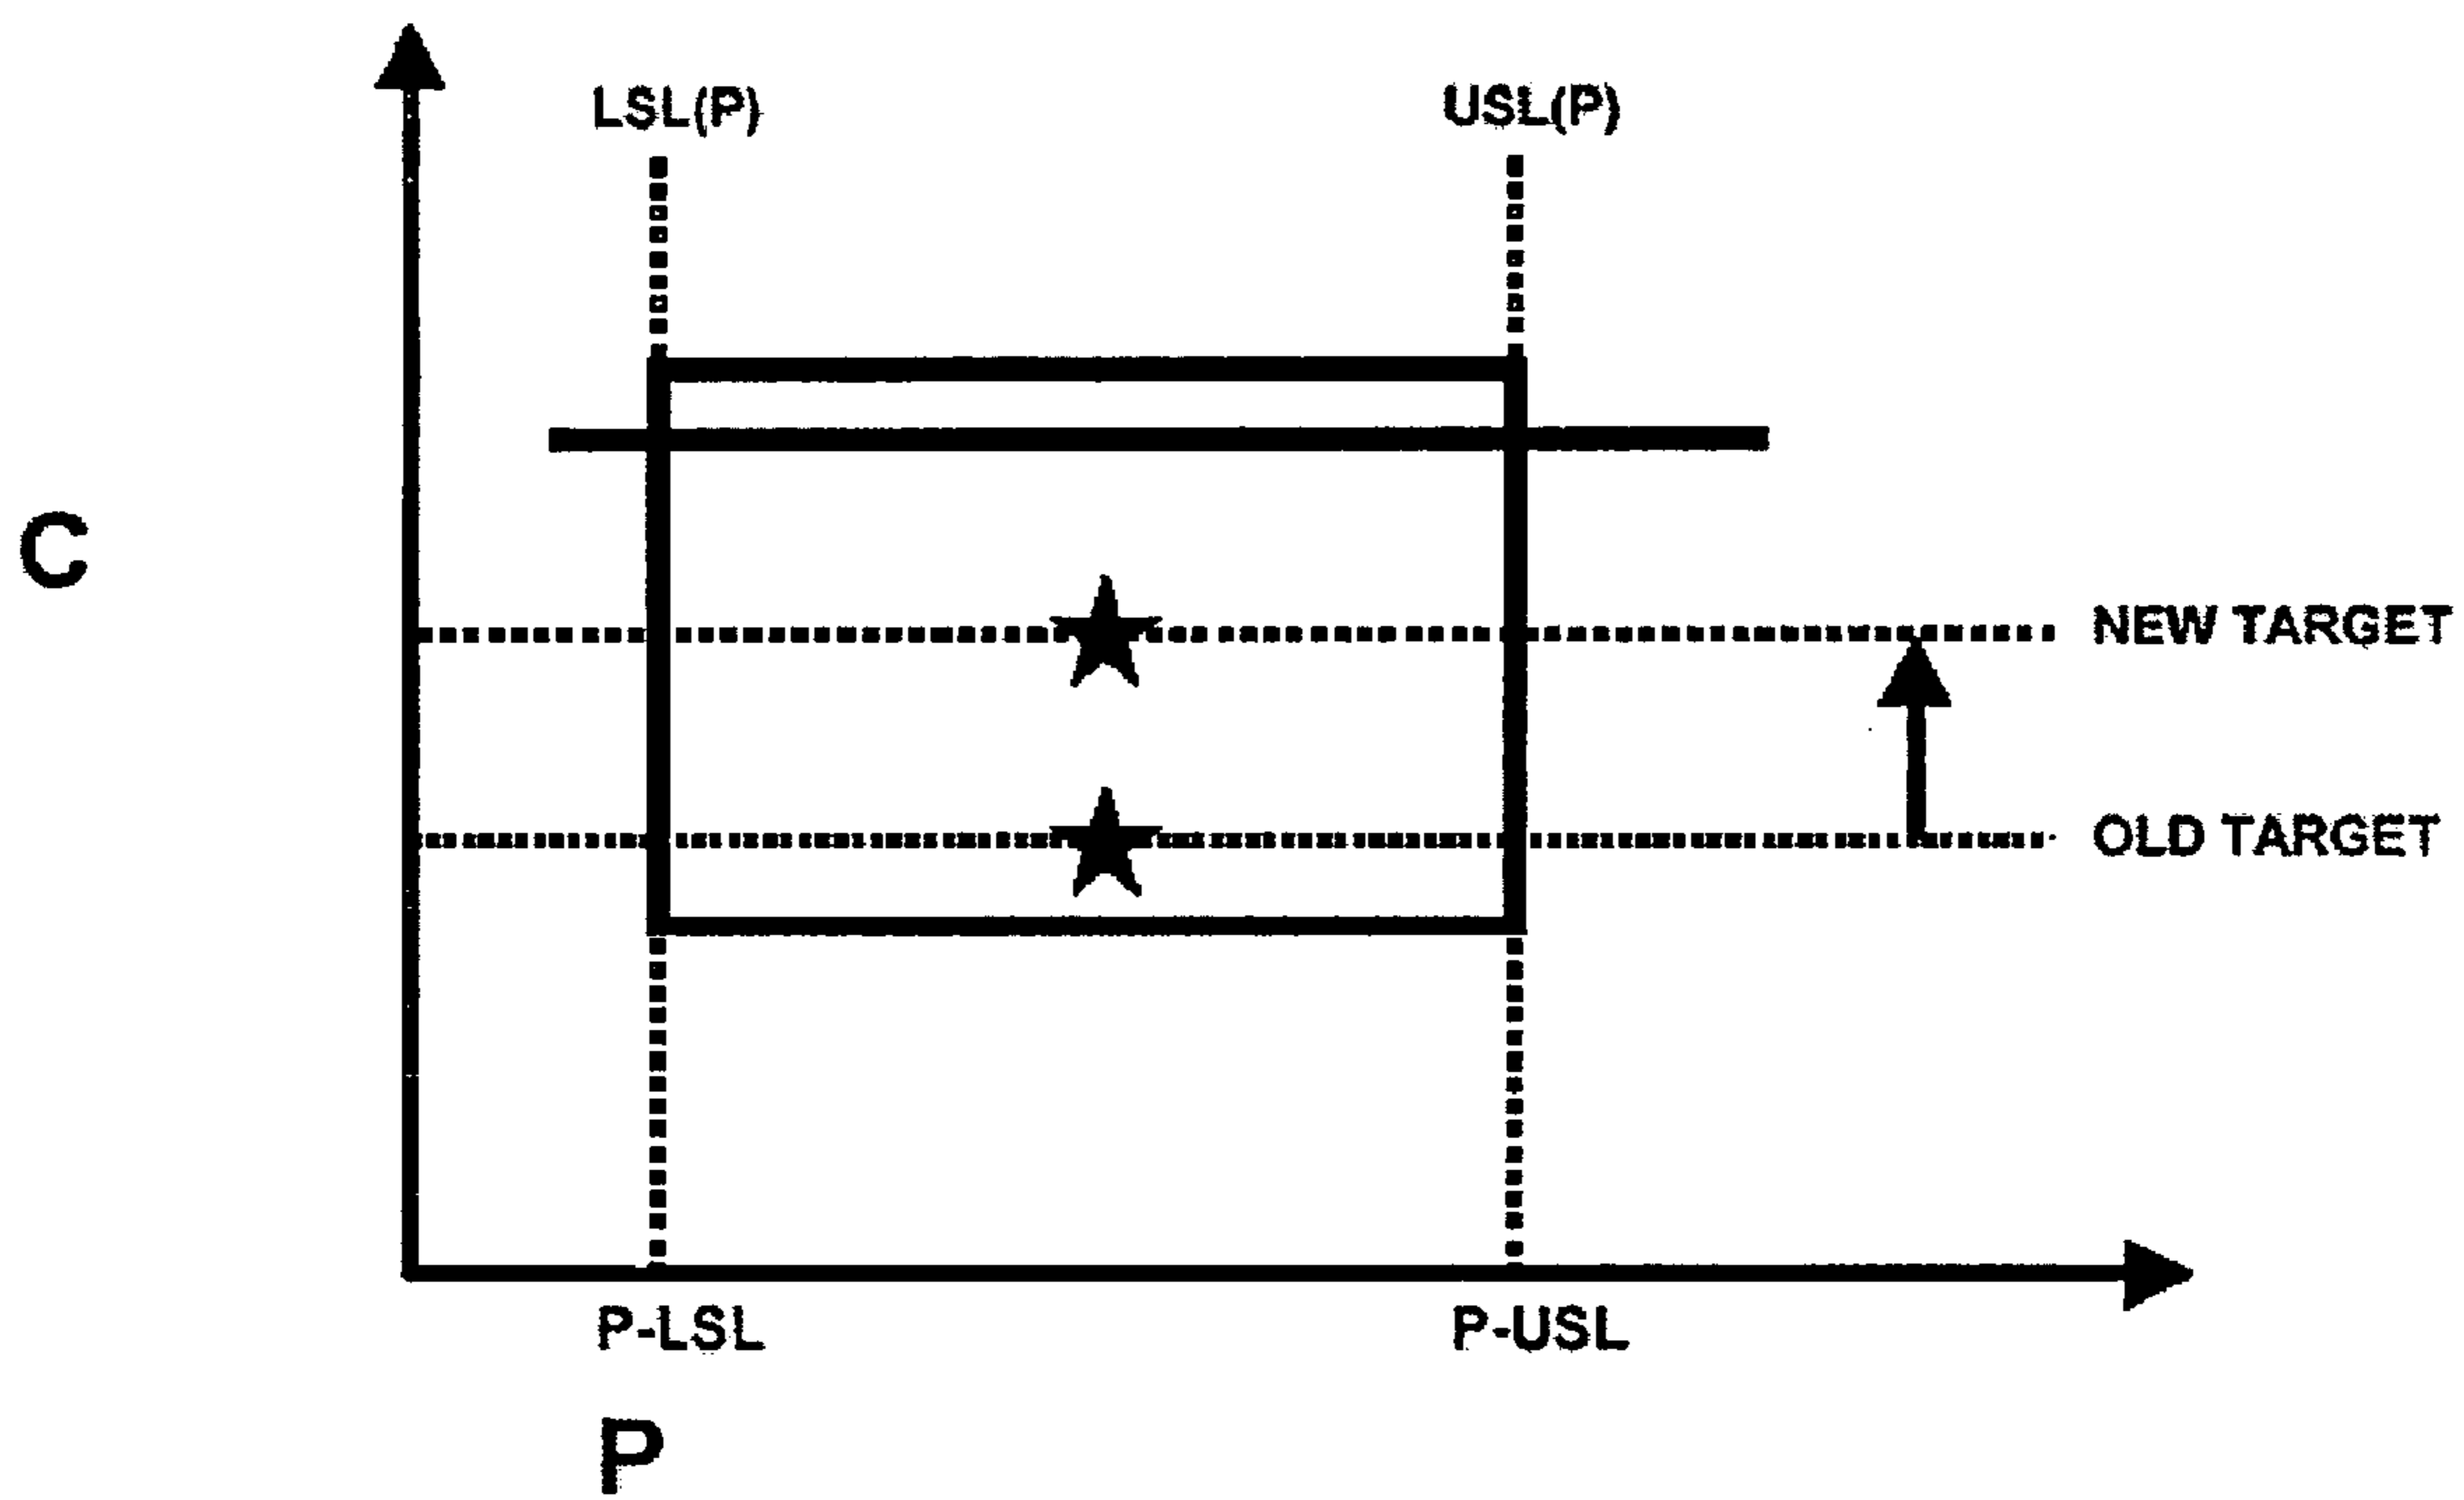 LSL(P) USL(P)
C
NEW TARGET
OLD TARGET
P-LSL P-USL
P